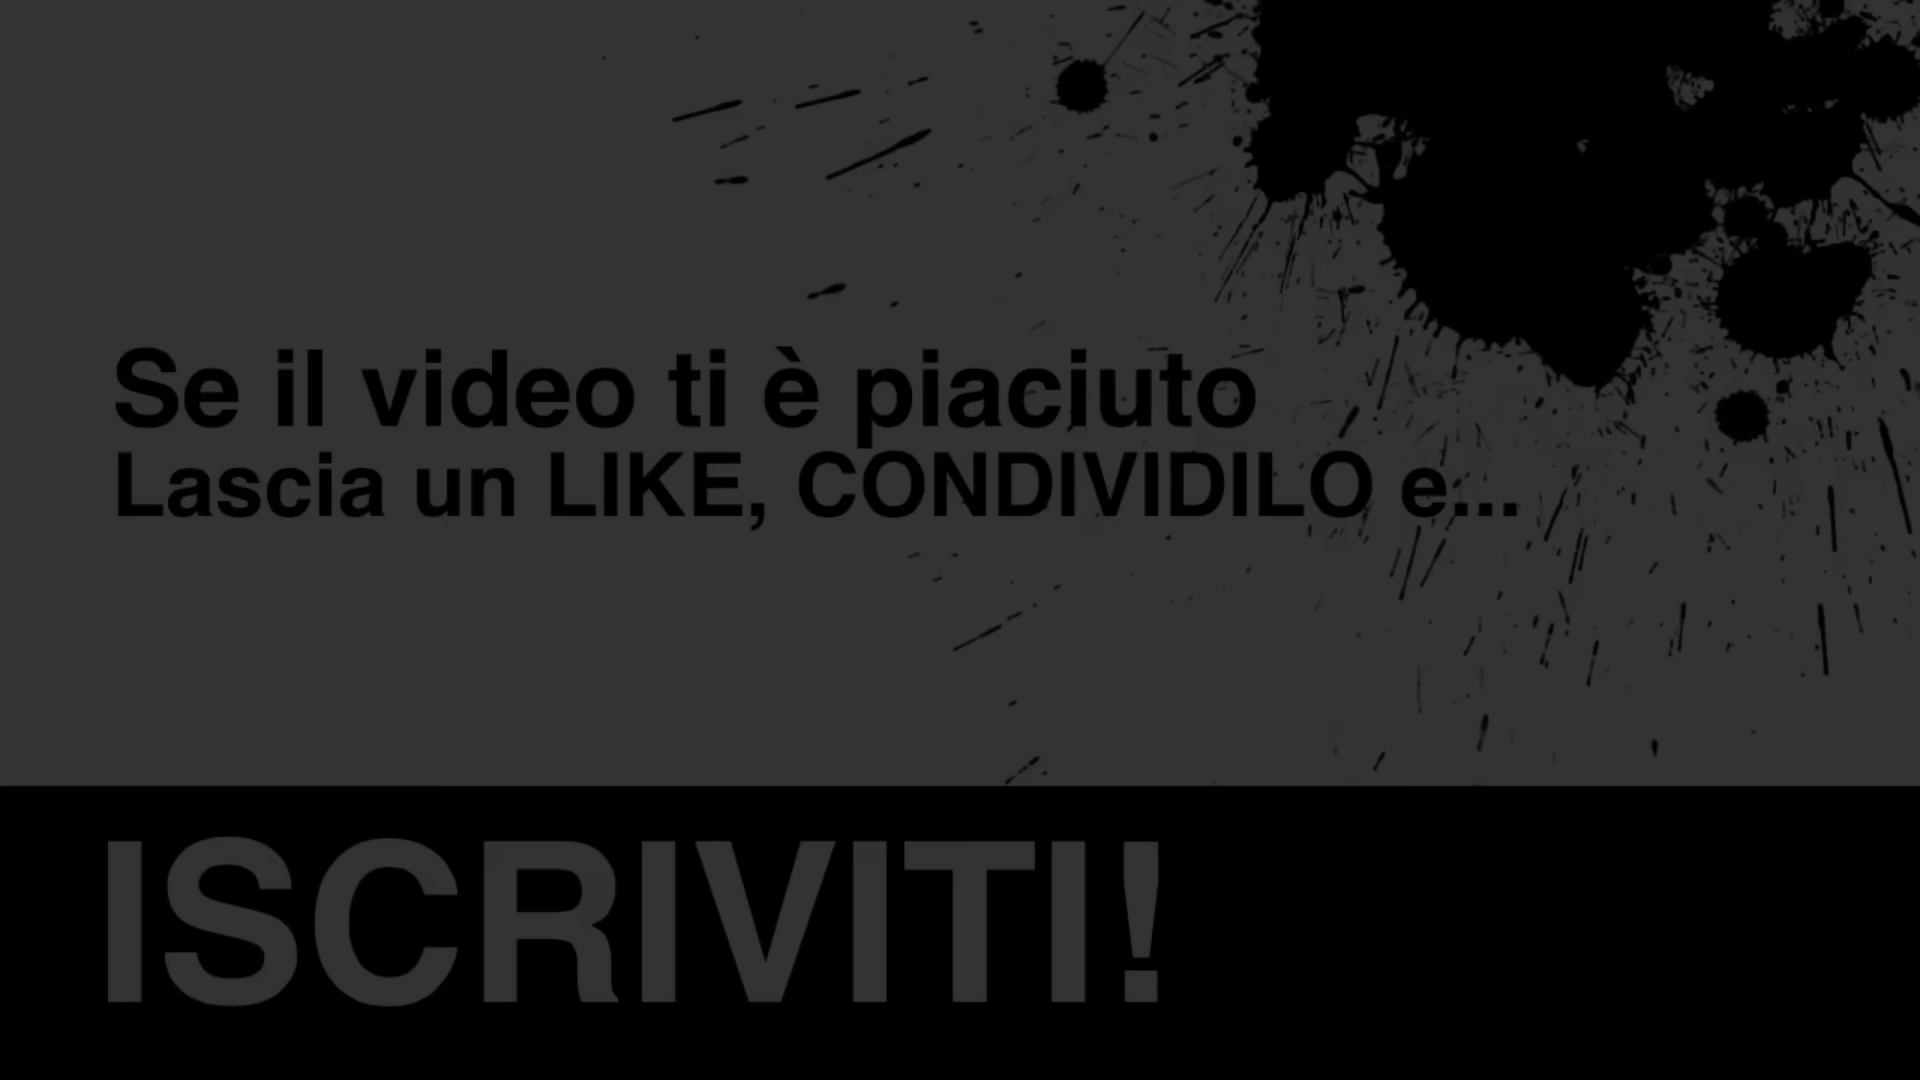 Se il video ti è piaciuto
Lascia un LIKE, CONDIVIDILO e...
ISCRIVITI!